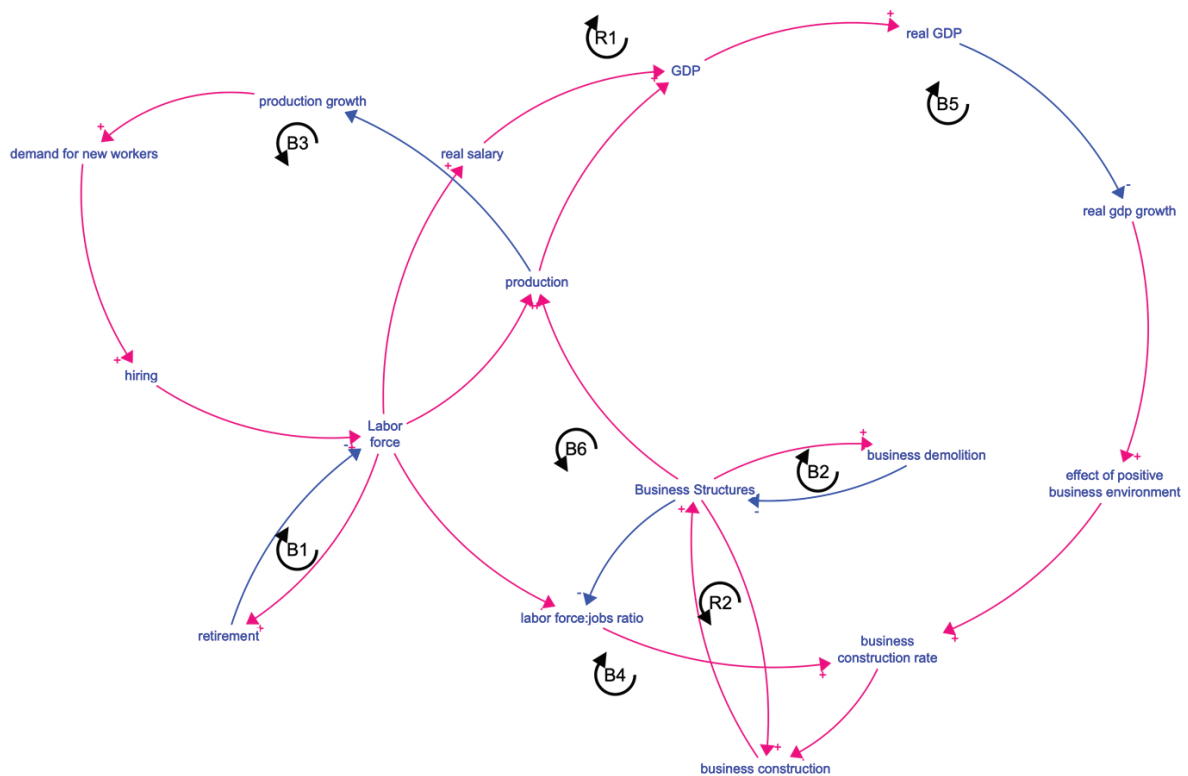 real GDP
R1
GDP
production growth
B5
B3
demand for new workers
real salary
real gdp growth
production
hiring
Labor
force
B6
business demolition
B2
effect of positive
business environment
Business Structures
B1
R2
labor force:jobs ratio
retirement
business
construction rate
B4
business construction